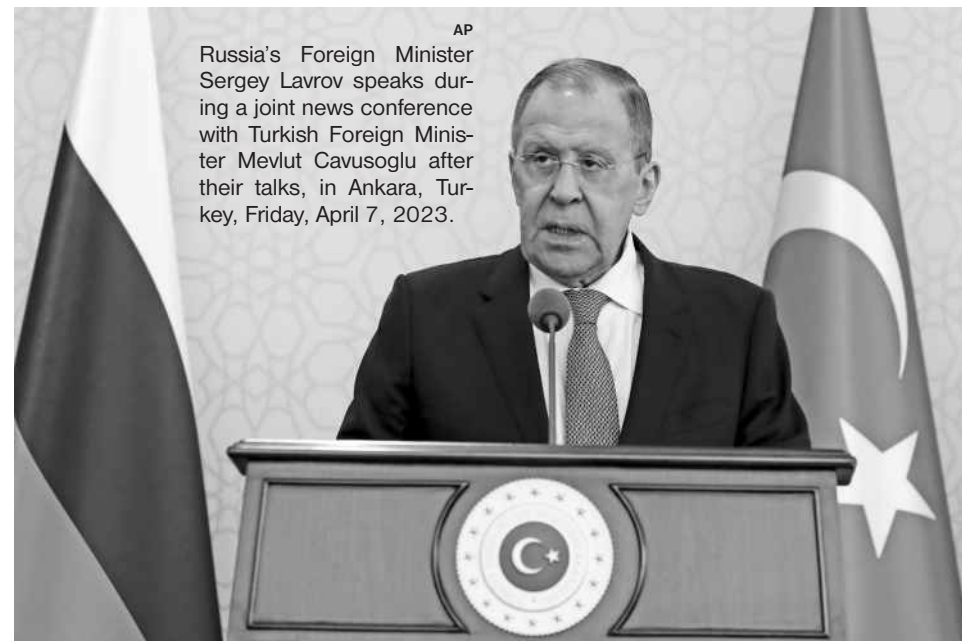 AP
Russia's Foreign Minister
Sergey Lavrov speaks dur-
ing a joint news conference
with Turkish Foreign Minis-
ter Mevlut Cavusoglu after
their talks, in Ankara, Tur-
key, Friday, April 7, 2023.